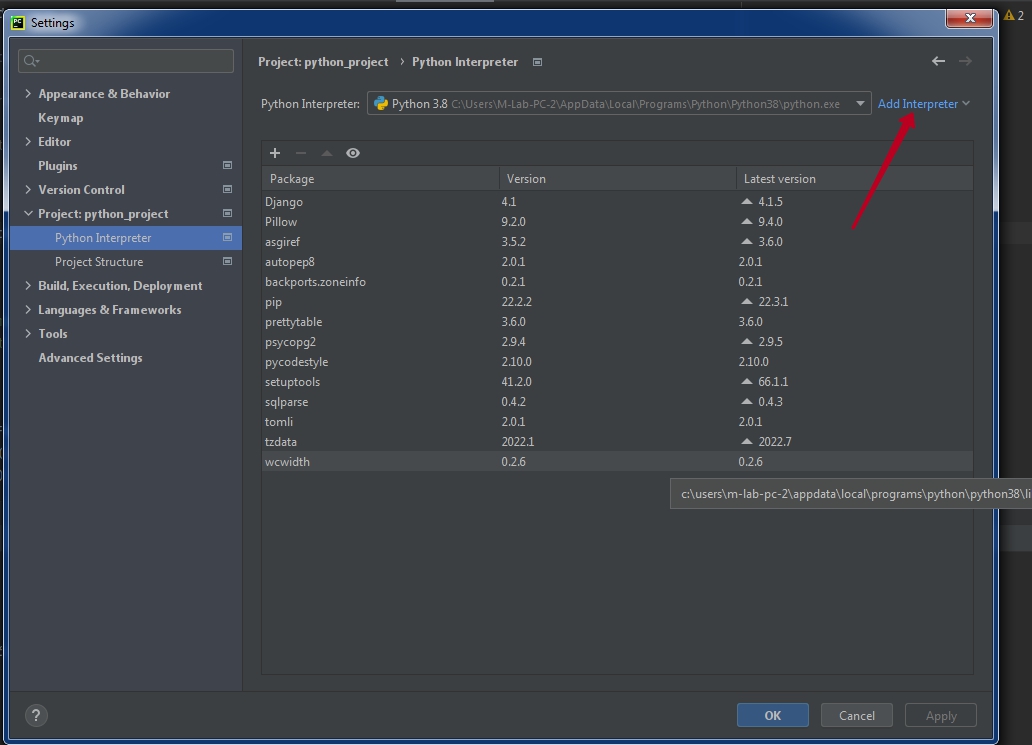 PC Settings
2
Project: python_project › Python Interpreter
Appearance & Behavior
Keymap
Editor
Plugins
Version Control
Project: python_project
Python Interpreter
Project Structure
Build, Execution, Deployment
Languages & Frameworks
Tools
Advanced Settings
Python Interpreter: Python 3.8 C:\Users\M-Lab-PC-2\AppData\Local\Programs\Python\Python38\python.exe Add Interpreter
Package Version Latest version
Django 4.1 4.1.5
Pillow 9.2.0 9.4.0
asgiref 3.5.2 3.6.0
autopep8 2.0.1 2.0.1
backports.zoneinfo 0.2.1 0.2.1
pip 22.2.2 22.3.1
prettytable 3.6.0 3.6.0
psycopg2 2.9.4 2.9.5
pycodestyle 2.10.0 2.10.0
setuptools 41.2.0 66.1.1
sqlparse 0.4.2 0.4.3
tomli 2.0.1 2.0.1
tzdata 2022.1 2022.7
wcwidth 0.2.6 0.2.6
c:\users\m-lab-pc-2\appdata\local\programs\python\python38\li
? OK Cancel Apply